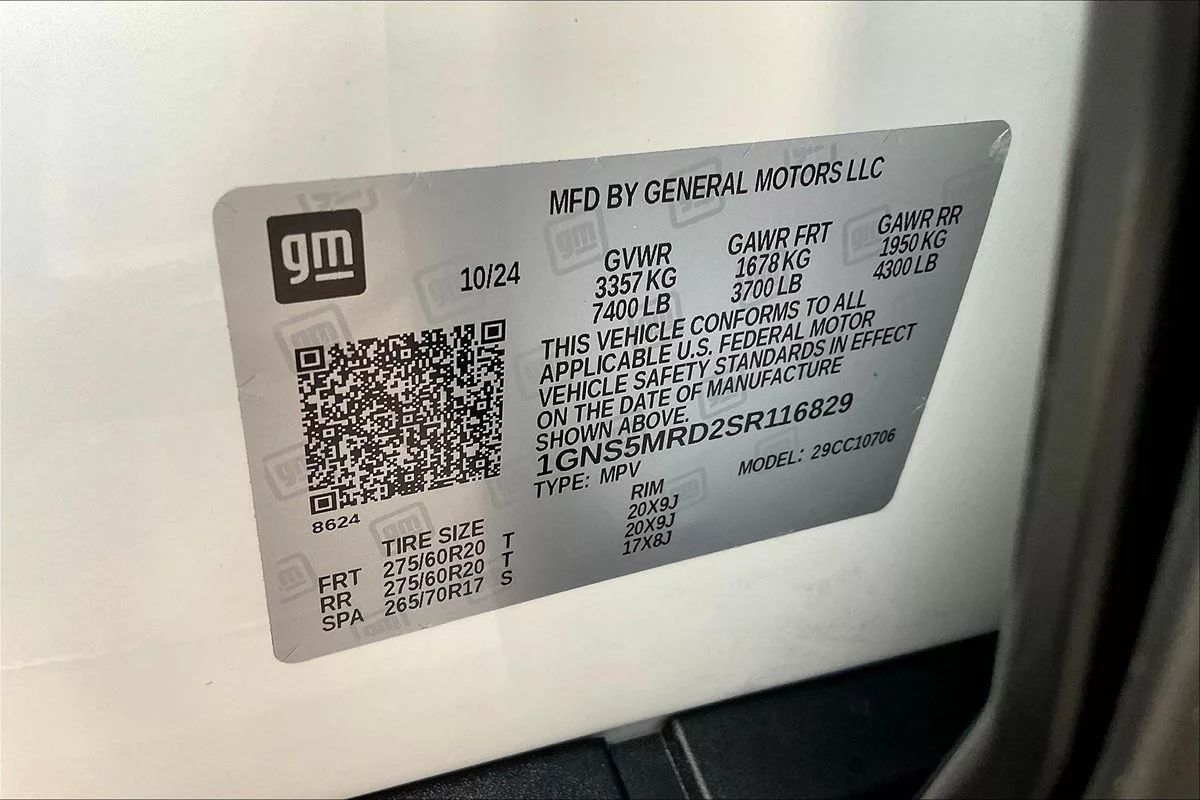 MFD BY GENERAL MOTORS LLC
gm
10/24
GVWR
3357 KG
7400 LB
GAWR FRT
1678 KG
3700 LB
GAWR RR
1950 KG
4300 LB
THIS VEHICLE CONFORMS TO ALL
APPLICABLE U.S. FEDERAL MOTOR
VEHICLE SAFETY STANDARDS IN EFFECT
ON THE DATE OF MANUFACTURE
SHOWN ABOVE.
1GNS5MRD2SR116829
TYPE: MPV MODEL: 29CC10706
8624
TIRE SIZE RIM
FRT 275/60R20 T 20X9J
RR 275/60R20 T 20X9J
SPA 265/70R17 S 17X8J